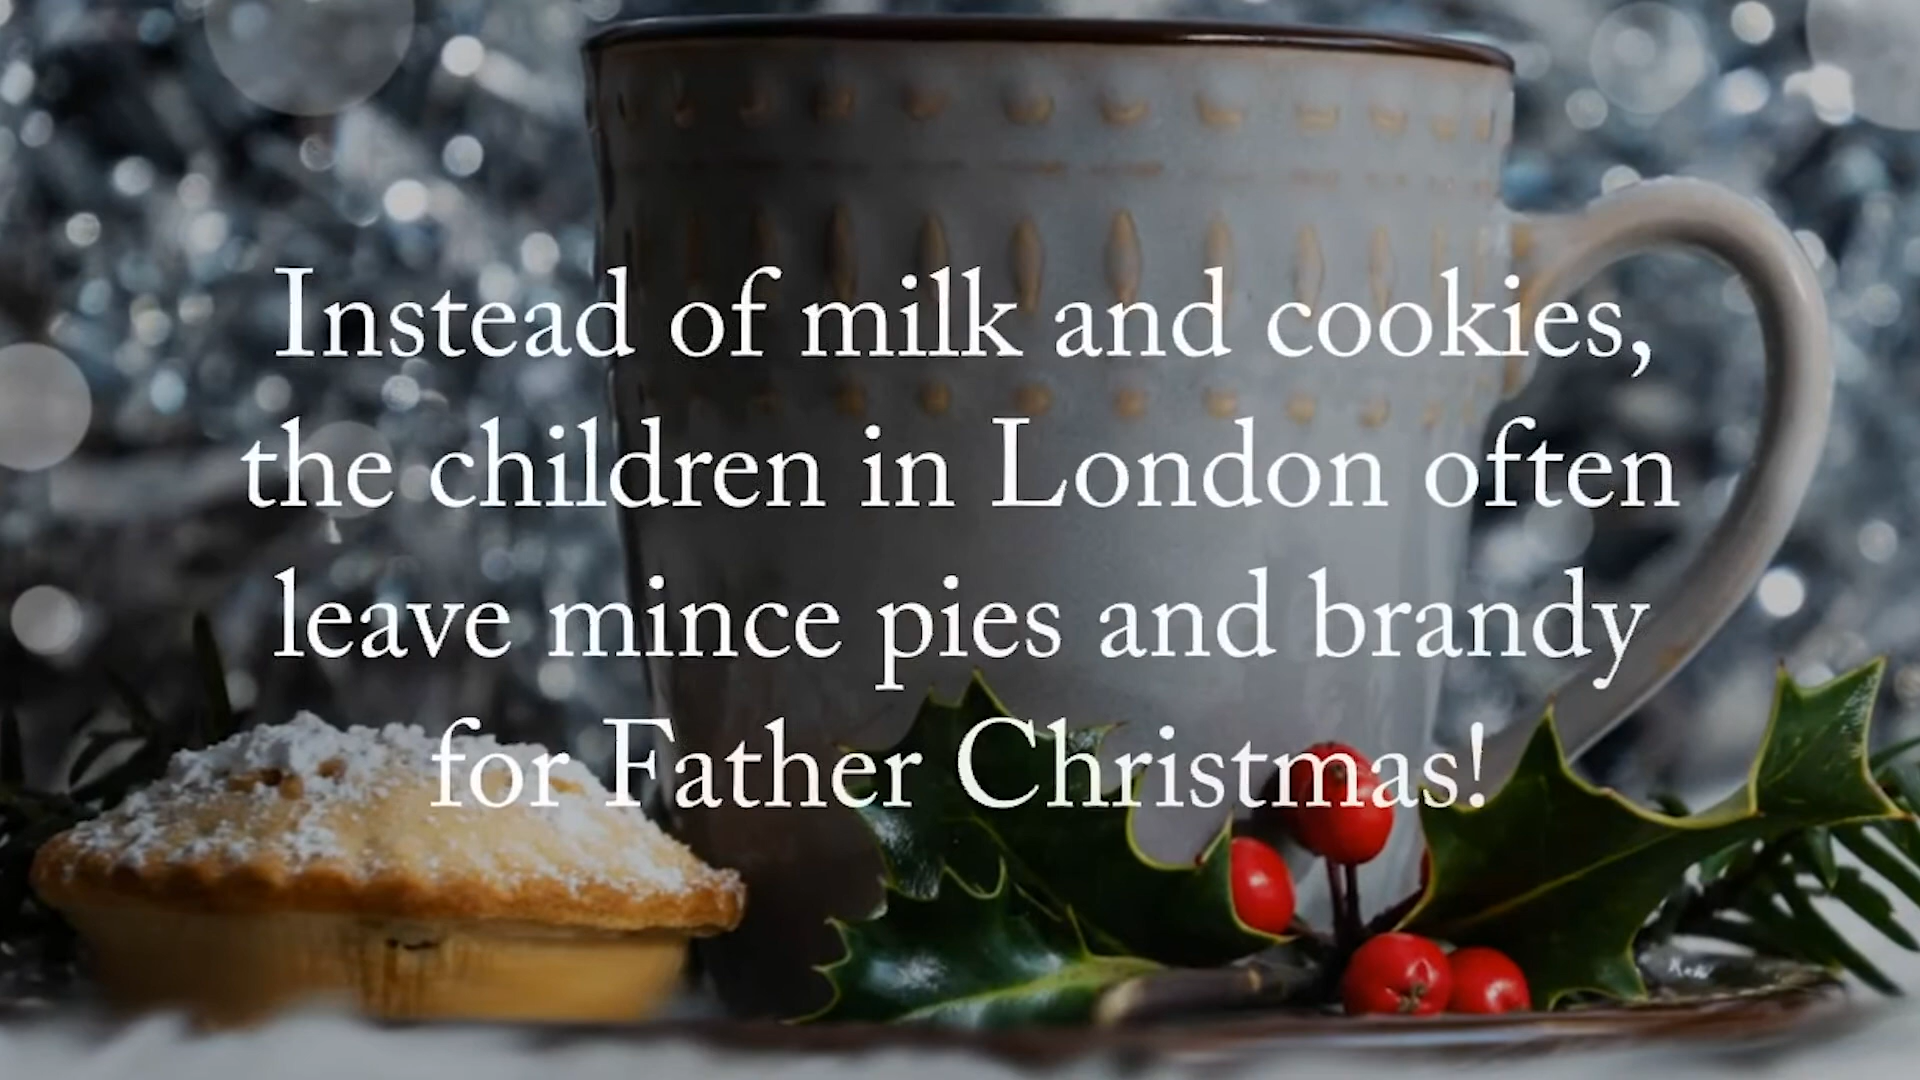 Instead of milk and cookies,
the children in London often
leave mince pies and brandy
for Father Christmas!